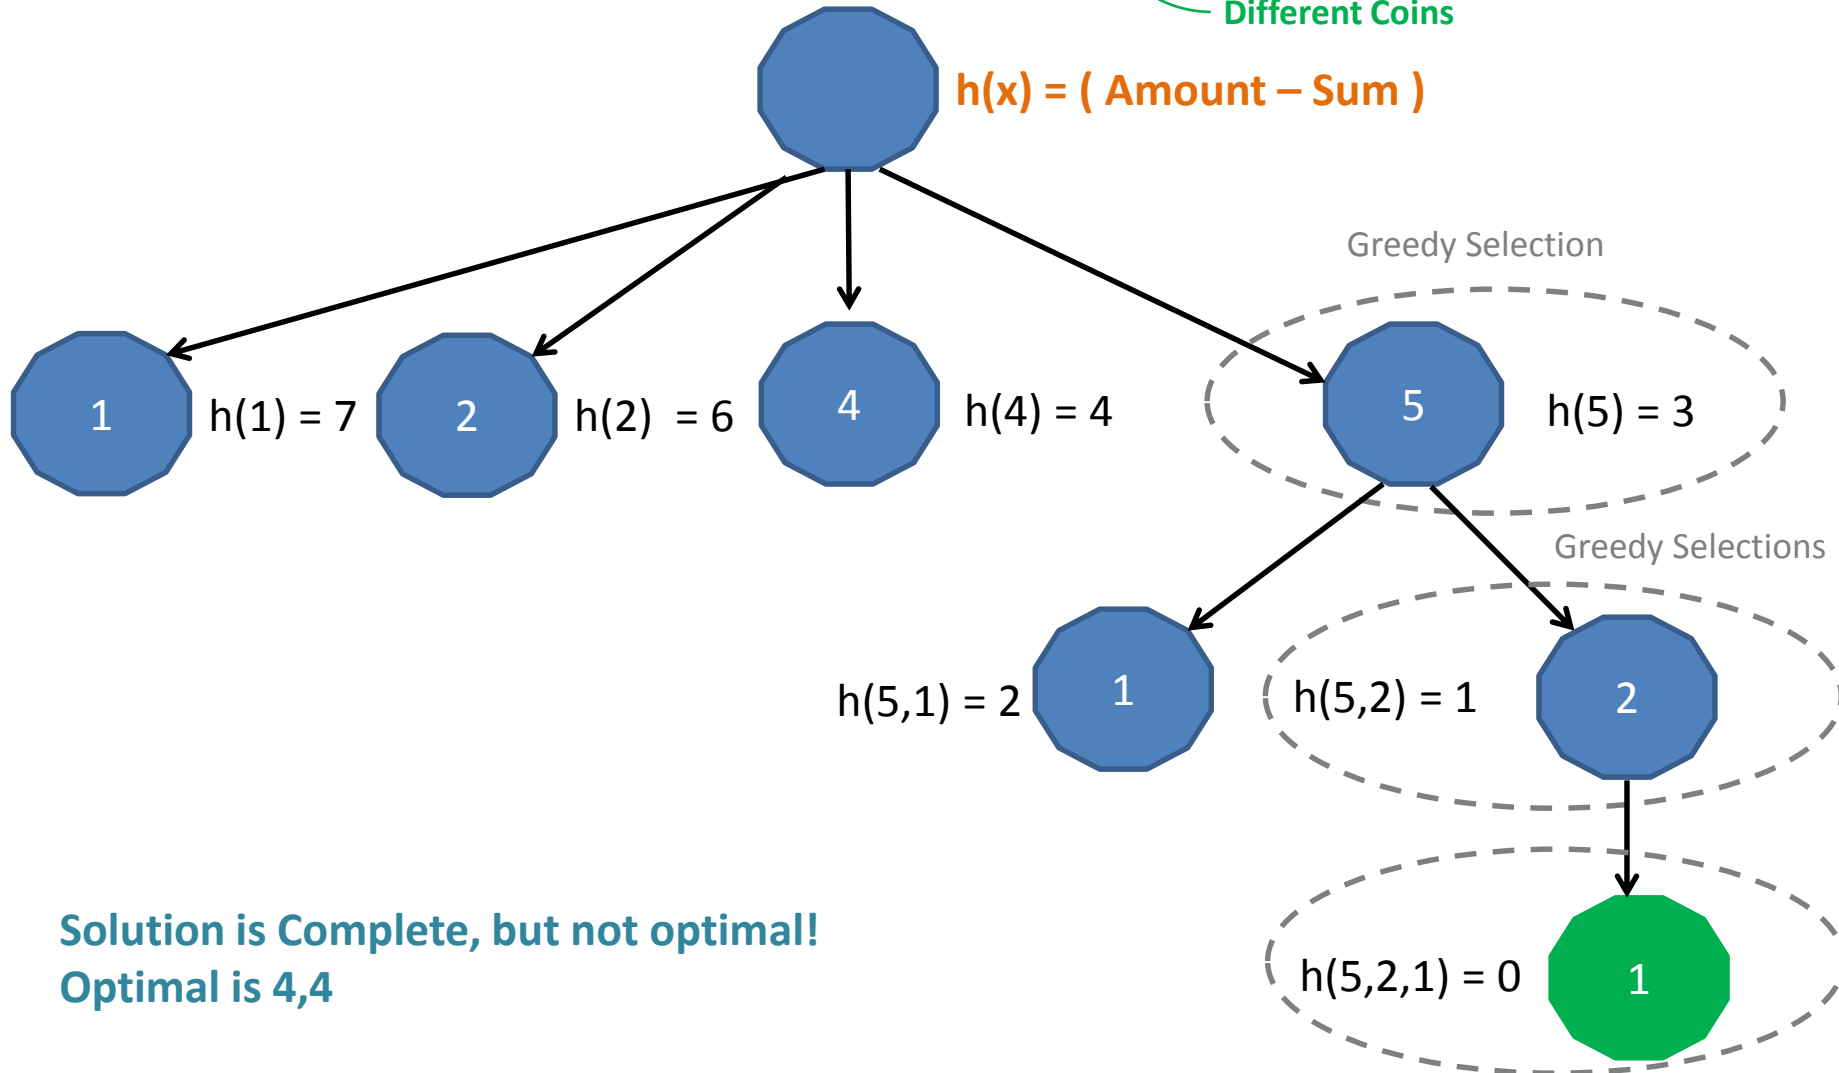 Different Coins
h(x) = ( Amount – Sum )
Greedy Selection
1 h(1) = 7 2 h(2) = 6 4 h(4) = 4 5 h(5) = 3
Greedy Selections
h(5,1) = 2 1 h(5,2) = 1 2
Solution is Complete, but not optimal!
Optimal is 4,4
h(5,2,1) = 0 1